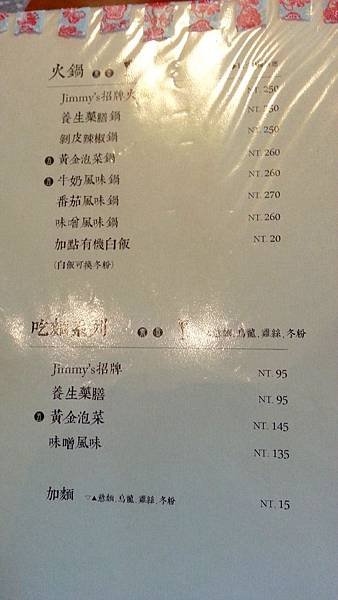 火鍋
Jimmy's招牌火 NT. 250
養生藥膳鍋 NT. 250
剝皮辣椒鍋 NT. 250
黃金泡菜鍋 NT. 260
牛奶風味鍋 NT. 260
番茄風味鍋 NT. 270
味噌風味鍋 NT. 260
加點有機白飯 NT. 20
(白飯可換冬粉)
吃麵系列 意麵、烏龍、雞絲、冬粉
Jimmy's招牌 NT. 95
養生藥膳 NT. 95
黃金泡菜 NT. 145
味噌風味 NT. 135
加麵 ▽▲意麵、烏龍、雞絲、冬粉 NT. 15